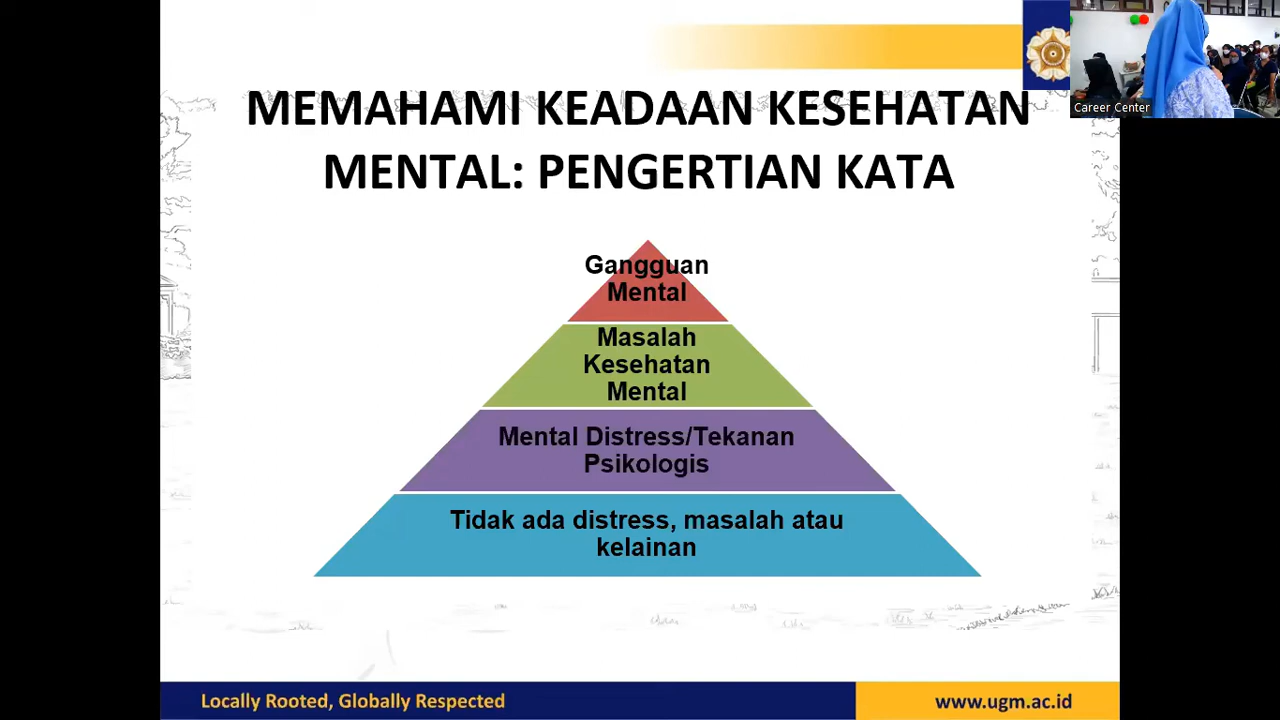 MEMAHAMI KEADAAN KESEHATAN
MENTAL: PENGERTIAN KATA
Career Center
Gangguan
Mental
Masalah
Kesehatan
Mental
Mental Distress/Tekanan
Psikologis
Tidak ada distress, masalah atau
kelainan
Locally Rooted, Globally Respected
www.ugm.ac.id